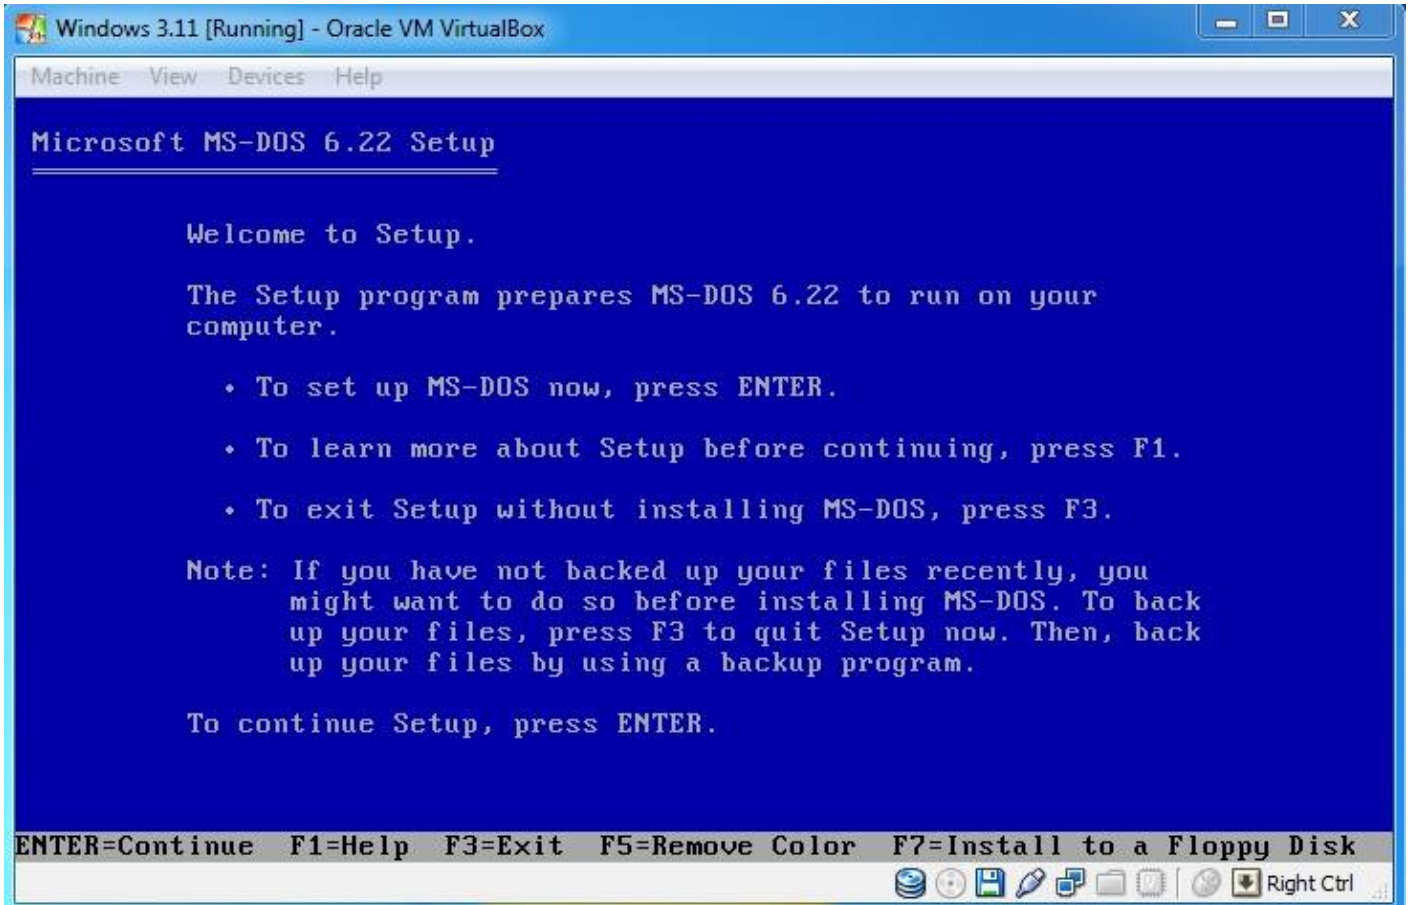 Windows 3.11 [Running] - Oracle VM VirtualBox
Machine View Devices Help
Microsoft MS-DOS 6.22 Setup
Welcome to Setup.
The Setup program prepares MS-DOS 6.22 to run on your
computer.
• To set up MS-DOS now, press ENTER.
• To learn more about Setup before continuing, press F1.
• To exit Setup without installing MS-DOS, press F3.
Note: If you have not backed up your files recently, you
might want to do so before installing MS-DOS. To back
up your files, press F3 to quit Setup now. Then, back
up your files by using a backup program.
To continue Setup, press ENTER.
ENTER=Continue F1=Help F3=Exit F5=Remove Color F7=Install to a Floppy Disk
Right Ctrl